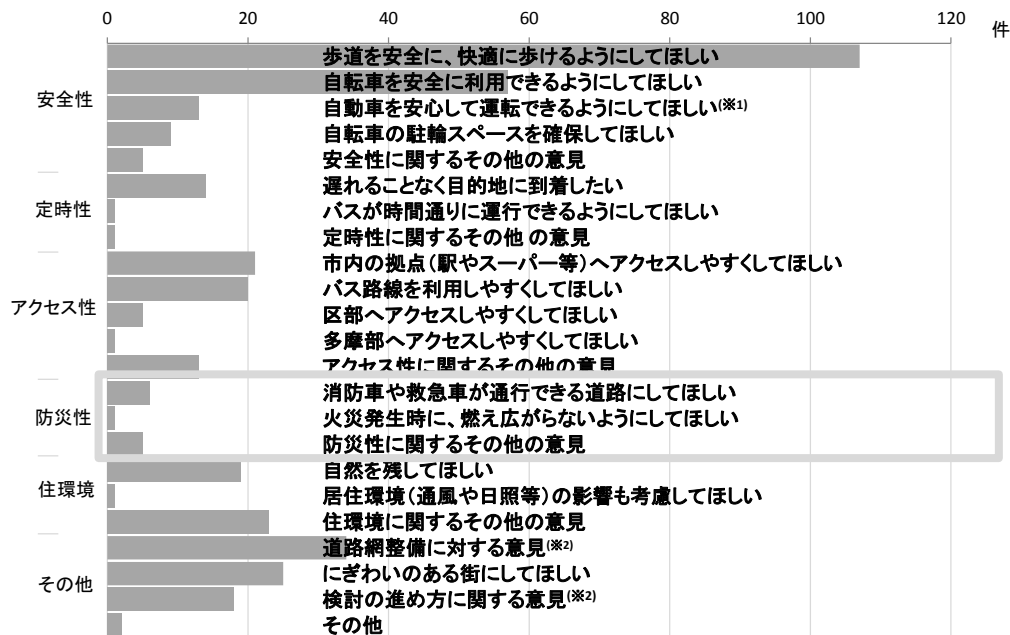 0 20 40 60 80 100 120
件
安全性
歩道を安全に、快適に歩けるようにしてほしい
自転車を安全に利用できるようにしてほしい
自動車を安心して運転できるようにしてほしい(※1)
自転車の駐輪スペースを確保してほしい
安全性に関するその他の意見
定時性
遅れることなく目的地に到着したい
バスが時間通りに運行できるようにしてほしい
定時性に関するその他 の意見
アクセス性
市内の拠点(駅やスーパー等)へアクセスしやすくしてほしい
バス路線を利用しやすくしてほしい
区部へアクセスしやすくしてほしい
多摩部へアクセスしやすくしてほしい
アクセス性に関するその他の意見
防災性
消防車や救急車が通行できる道路にしてほしい
火災発生時に、燃え広がらないようにしてほしい
防災性に関するその他の意見
住環境
自然を残してほしい
居住環境(通風や日照等)の影響も考慮してほしい
住環境に関するその他の意見
その他
道路網整備に対する意見(※2)
にぎわいのある街にしてほしい
検討の進め方に関する意見(※2)
その他